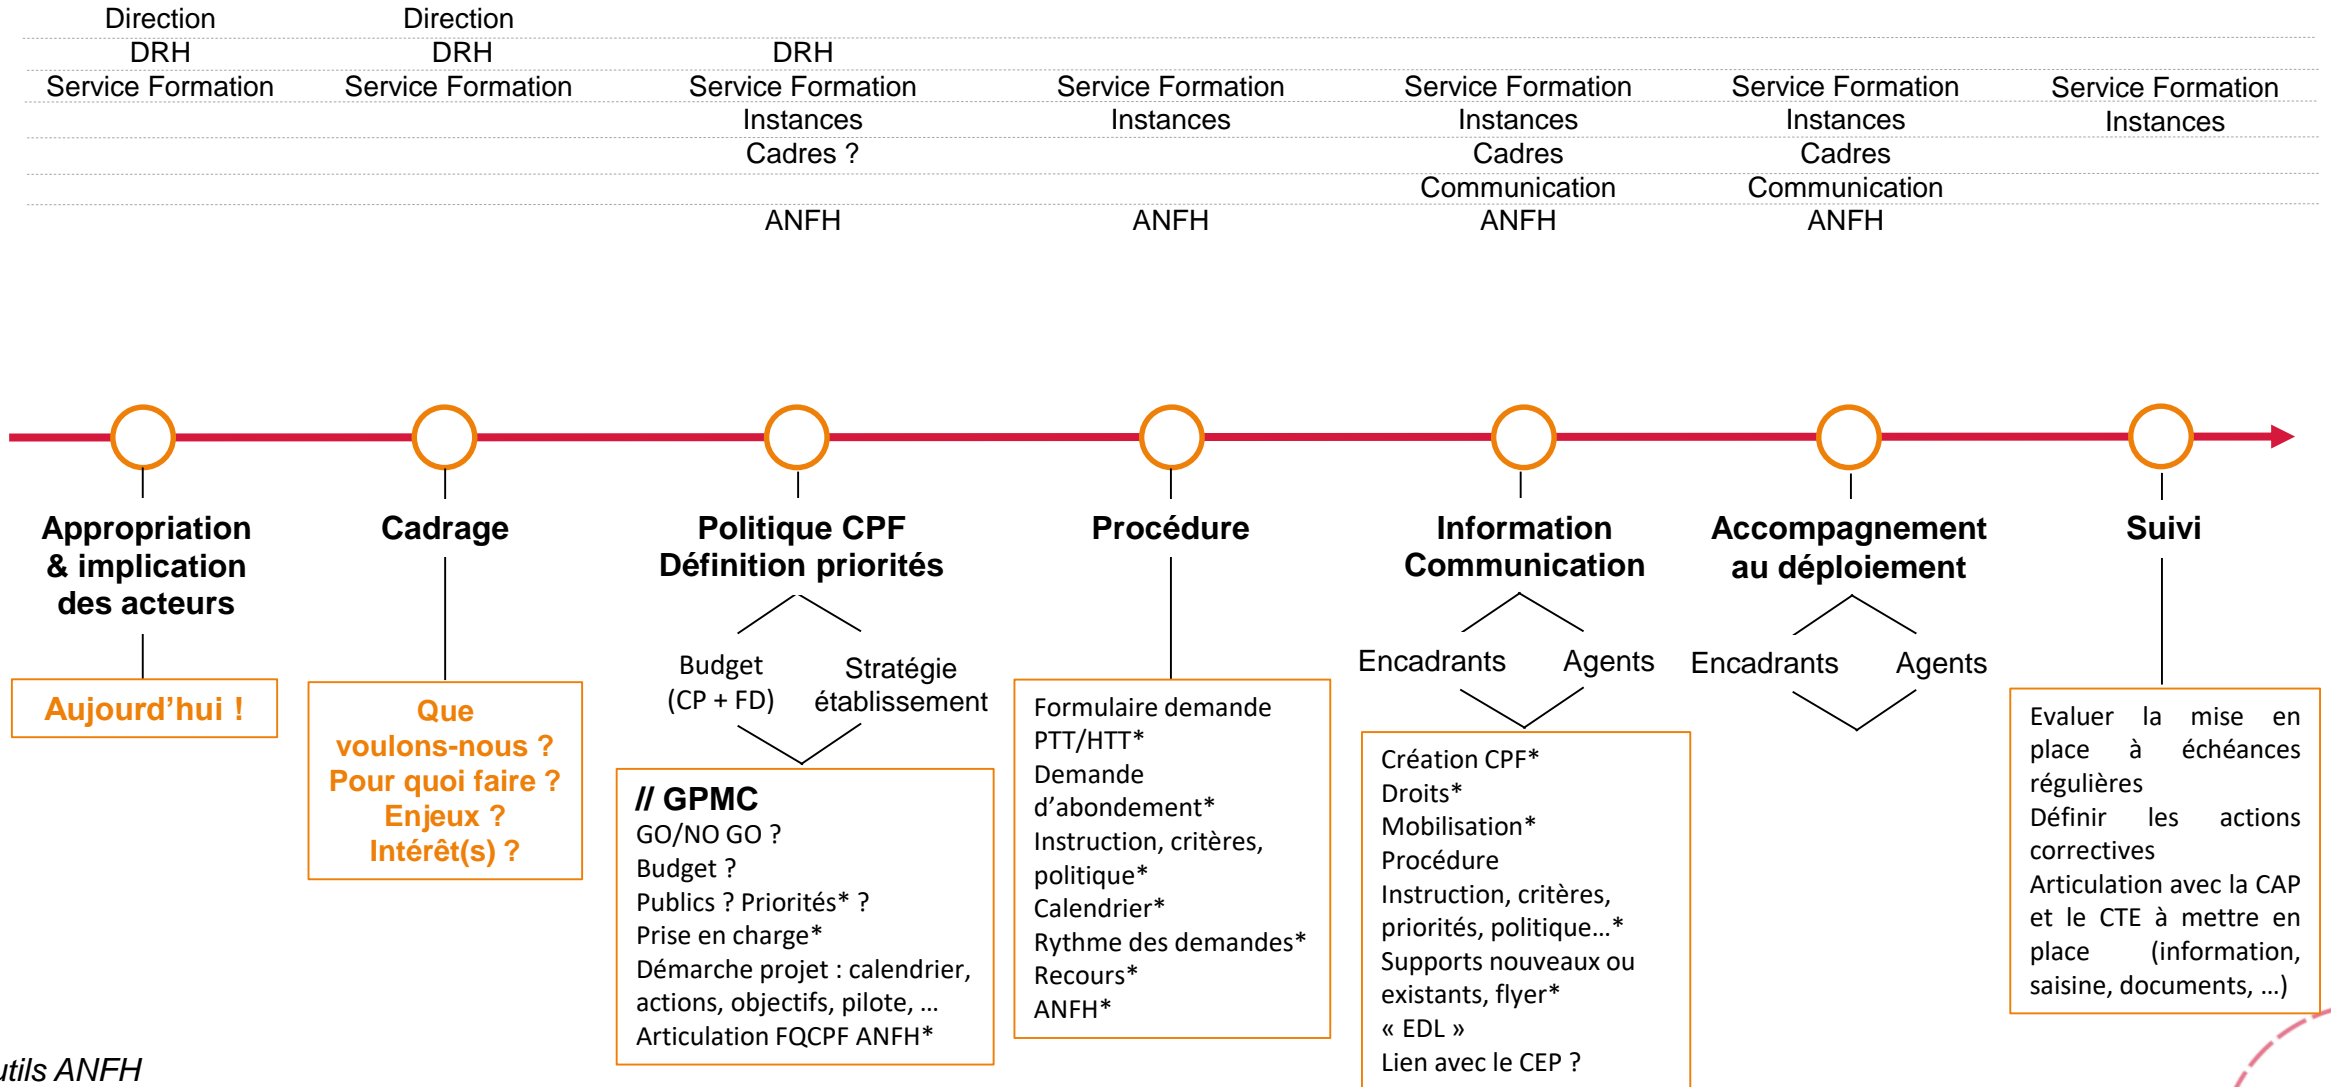 Direction Direction
DRH DRH DRH
Service Formation Service Formation Service Formation Service Formation Service Formation Service Formation Service Formation
Instances Instances Instances Instances Instances
Cadres ? Cadres Cadres
Communication Communication
ANFH ANFH ANFH ANFH
Appropriation
& implication
des acteurs
Aujourd’hui !
Cadrage
Que
voulons-nous ?
Pour quoi faire ?
Enjeux ?
Intérêt(s) ?
Politique CPF
Définition priorités
Budget
(CP + FD)
Stratégie
établissement
// GPMC
GO/NO GO ?
Budget ?
Publics ? Priorités* ?
Prise en charge*
Démarche projet : calendrier,
actions, objectifs, pilote, …
Articulation FQCPF ANFH*
Procédure
Formulaire demande
PTT/HTT*
Demande
d’abondement*
Instruction, critères,
politique*
Calendrier*
Rythme des demandes*
Recours*
ANFH*
Information
Communication
Encadrants Agents
Création CPF*
Droits*
Mobilisation*
Procédure
Instruction, critères,
priorités, politique…*
Supports nouveaux ou
existants, flyer*
« EDL »
Lien avec le CEP ?
Accompagnement
au déploiement
Encadrants Agents
Suivi
Evaluer la mise en
place à échéances
régulières
Définir les actions
correctives
Articulation avec la CAP
et le CTE à mettre en
place (information,
saisine, documents, …)
ANFH